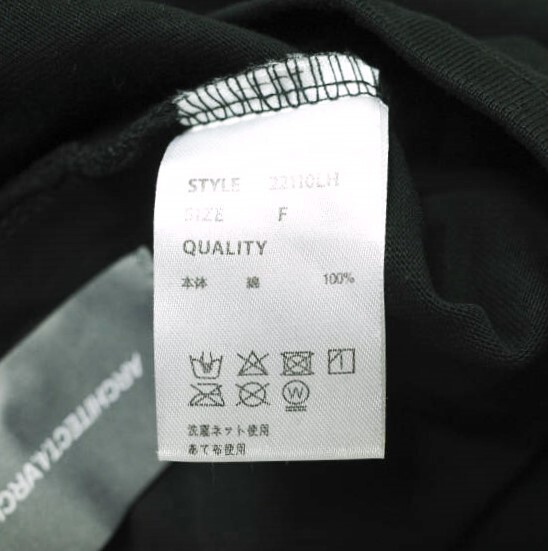 STYLE 22110LH
SIZE F
QUALITY
本体 綿 100%
W
洗濯ネット使用
あて布使用